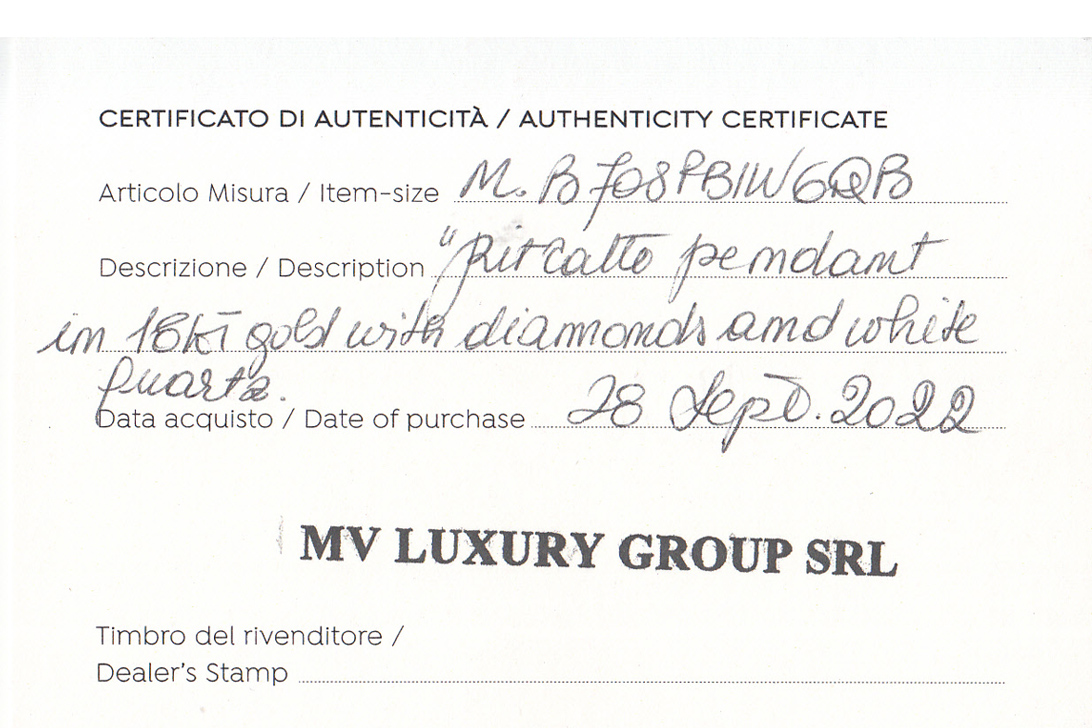 CERTIFICATO DI AUTENTICITÀ / AUTHENTICITY CERTIFICATE
Articolo Misura / Item-size M. B708PBIW6QB
Descrizione / Description "Ritratto pendant
in 18kt gold with diamonds and white
quartz.
Data acquisto / Date of purchase 28 Sept. 2022
MV LUXURY GROUP SRL
Timbro del rivenditore /
Dealer's Stamp